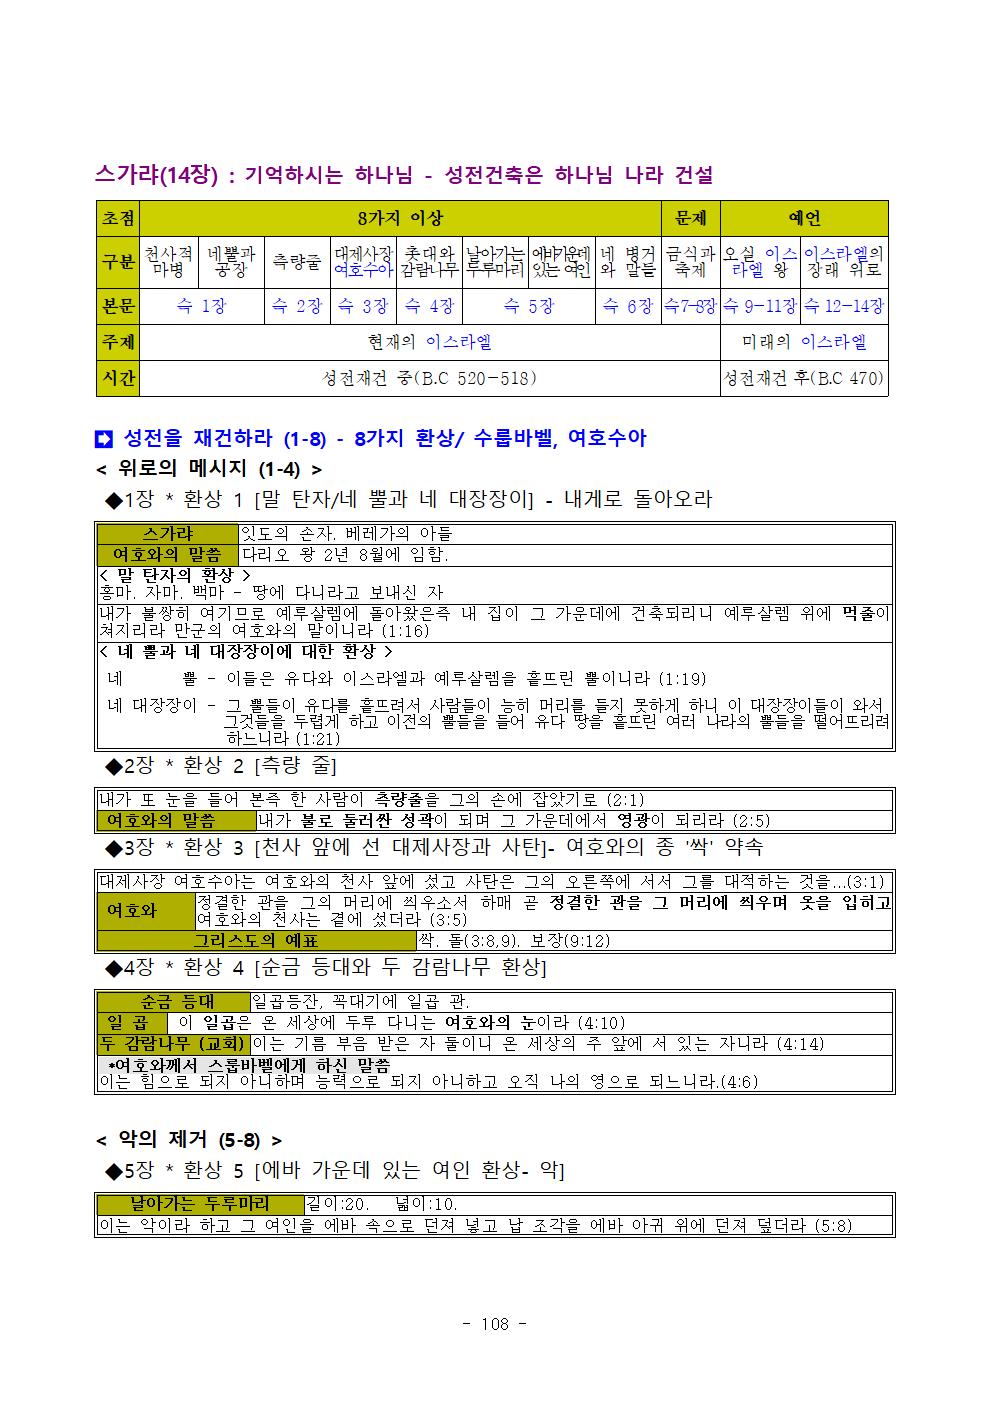 스가랴(14장) : 기억하시는 하나님 - 성전건축은 하나님 나라 건설
초점 8가지 이상 문제 예언
구분 천사적 마병 네뿔과 공장 측량줄 대제사장 여호수아 촛대와 감람나무 날아가는 두루마리 에바가운데 있는 여인 네 병거와 말들 금식과 축제 오실 이스라엘 왕 이스라엘의 장래 위로
본문 슥 1장 슥 2장 슥 3장 슥 4장 슥 5장 슥 6장 슥7-8장 슥 9-11장 슥 12-14장
주제 현재의 이스라엘 미래의 이스라엘
시간 성전재건 중(B.C 520-518) 성전재건 후(B.C 470)
➡ 성전을 재건하라 (1-8) - 8가지 환상/ 수룹바벨, 여호수아
< 위로의 메시지 (1-4) >
◆1장 * 환상 1 [말 탄자/네 뿔과 네 대장장이] - 내게로 돌아오라
스가랴 잇도의 손자. 베레가의 아들
여호와의 말씀 다리오 왕 2년 8월에 임함.
< 말 탄자의 환상 >
홍마. 자마. 백마 - 땅에 다니라고 보내신 자
내가 불쌍히 여기므로 예루살렘에 돌아왔은즉 내 집이 그 가운데에 건축되리니 예루살렘 위에 먹줄이
쳐지리라 만군의 여호와의 말이니라 (1:16)
< 네 뿔과 네 대장장이에 대한 환상 >
네 뿔 - 이들은 유다와 이스라엘과 예루살렘을 흩뜨린 뿔이니라 (1:19)
네 대장장이 - 그 뿔들이 유다를 흩뜨려서 사람들이 능히 머리를 들지 못하게 하니 이 대장장이들이 와서
그것들을 두렵게 하고 이전의 뿔들을 들어 유다 땅을 흩뜨린 여러 나라의 뿔들을 떨어뜨리려
하느니라 (1:21)
◆2장 * 환상 2 [측량 줄]
내가 또 눈을 들어 본즉 한 사람이 측량줄을 그의 손에 잡았기로 (2:1)
여호와의 말씀 내가 불로 둘러싼 성곽이 되며 그 가운데에서 영광이 되리라 (2:5)
◆3장 * 환상 3 [천사 앞에 선 대제사장과 사탄]- 여호와의 종 '싹' 약속
대제사장 여호수아는 여호와의 천사 앞에 섰고 사탄은 그의 오른쪽에 서서 그를 대적하는 것을...(3:1)
여호와 정결한 관을 그의 머리에 씌우소서 하매 곧 정결한 관을 그 머리에 씌우며 옷을 입히고
여호와의 천사는 곁에 섰더라 (3:5)
그리스도의 예표 싹. 돌(3:8,9). 보장(9:12)
◆4장 * 환상 4 [순금 등대와 두 감람나무 환상]
순금 등대 일곱등잔, 꼭대기에 일곱 관.
일 곱 이 일곱은 온 세상에 두루 다니는 여호와의 눈이라 (4:10)
두 감람나무 (교회) 이는 기름 부음 받은 자 둘이니 온 세상의 주 앞에 서 있는 자니라 (4:14)
*여호와께서 스룹바벨에게 하신 말씀
이는 힘으로 되지 아니하며 능력으로 되지 아니하고 오직 나의 영으로 되느니라.(4:6)
< 악의 제거 (5-8) >
◆5장 * 환상 5 [에바 가운데 있는 여인 환상- 악]
날아가는 두루마리 길이:20. 넓이:10.
이는 악이라 하고 그 여인을 에바 속으로 던져 넣고 납 조각을 에바 아귀 위에 던져 덮더라 (5:8)
- 108 -